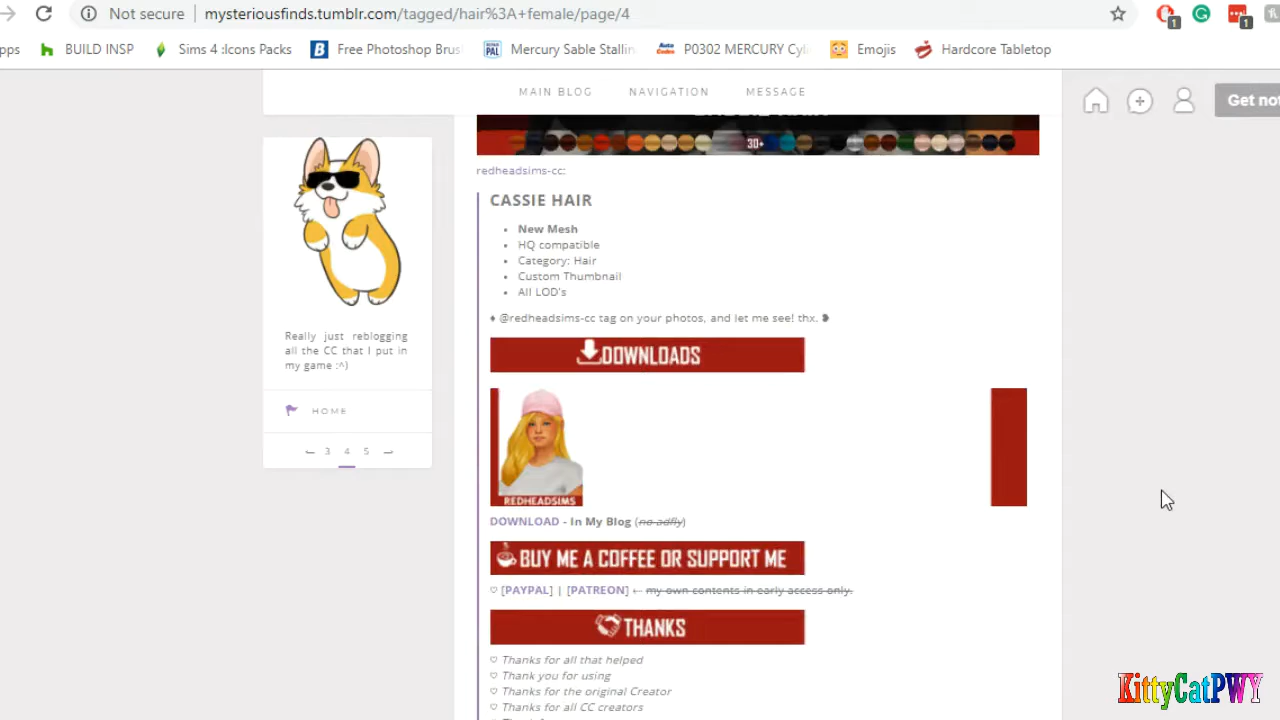 Not secure | mysteriousfinds.tumblr.com/tagged/hair%3A+female/page/4
1
1
pps
BUILD INSP
Sims 4 :Icons Packs
Free Photoshop Brus
Mercury Sable Stallin
P0302 MERCURY Cyli
Emojis
Hardcore Tabletop
MAIN BLOG
NAVIGATION
MESSAGE
Get not
30+
redheadsims-cc:
CASSIE HAIR
• New Mesh
• HQ compatible
• Category: Hair
• Custom Thumbnail
• All LOD's
♦ @redheadsims-cc tag on your photos, and let me see! thx. ❥
DOWNLOADS
REDHEADSIMS
DOWNLOAD - In My Blog (no adfly)
BUY ME A COFFEE OR SUPPORT ME
♡ [PAYPAL] | [PATREON] ← my own contents in early access only.
THANKS
♡ Thanks for all that helped
♡ Thank you for using
♡ Thanks for the original Creator
♡ Thanks for all CC creators
Really just reblogging
all the CC that I put in
my game :^)
HOME
← 3 4 5 →
KittyCatPWY